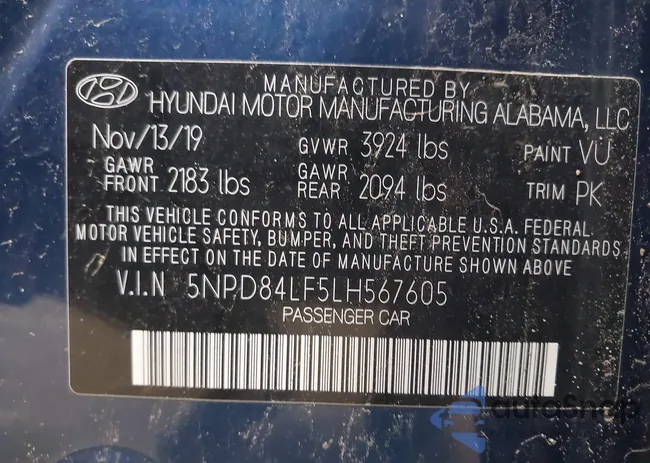 MANUFACTURED BY
HYUNDAI MOTOR MANUFACTURING ALABAMA, LLC
Nov/13/19 GVWR 3924 lbs PAINT VU
GAWR FRONT 2183 lbs GAWR REAR 2094 lbs TRIM PK
THIS VEHICLE CONFORMS TO ALL APPLICABLE U.S.A. FEDERAL
MOTOR VEHICLE SAFETY, BUMPER, AND THEFT PREVENTION STANDARDS
IN EFFECT ON THE DATE OF MANUFACTURE SHOWN ABOVE
V.I.N 5NPD84LF5LH567605
PASSENGER CAR
autoShop